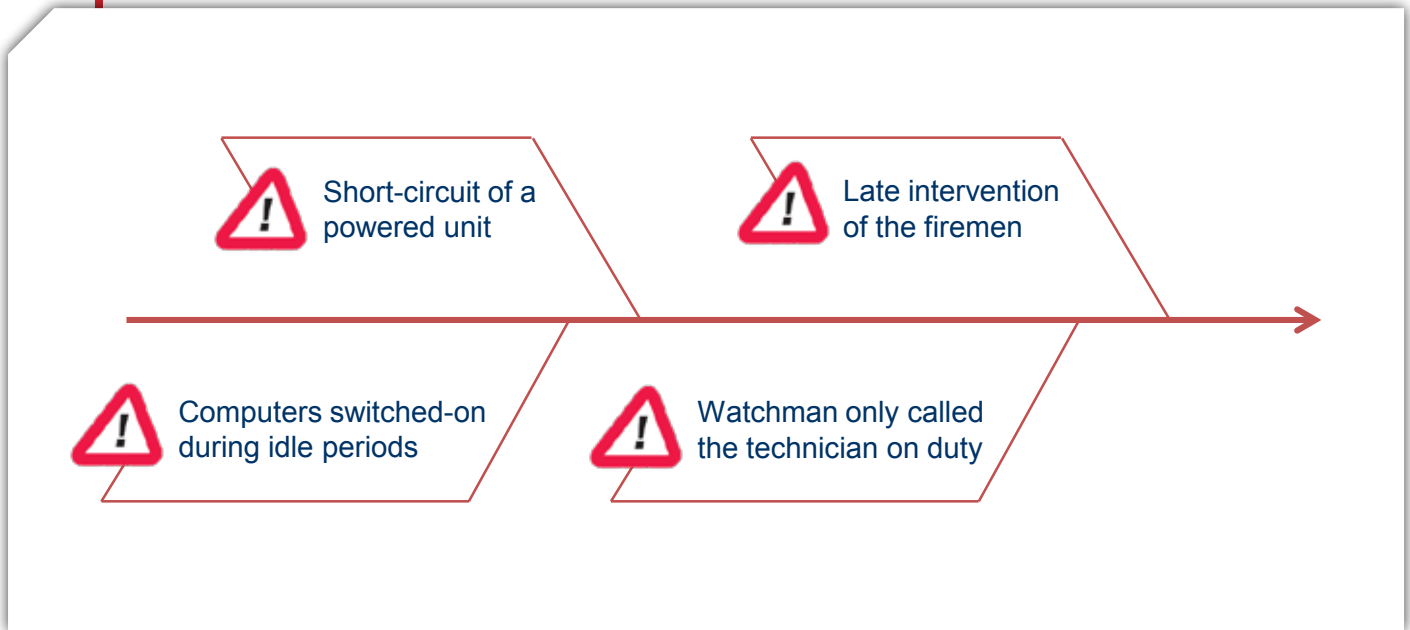 Short-circuit of a
powered unit
Late intervention
of the firemen
Computers switched-on
during idle periods
Watchman only called
the technician on duty